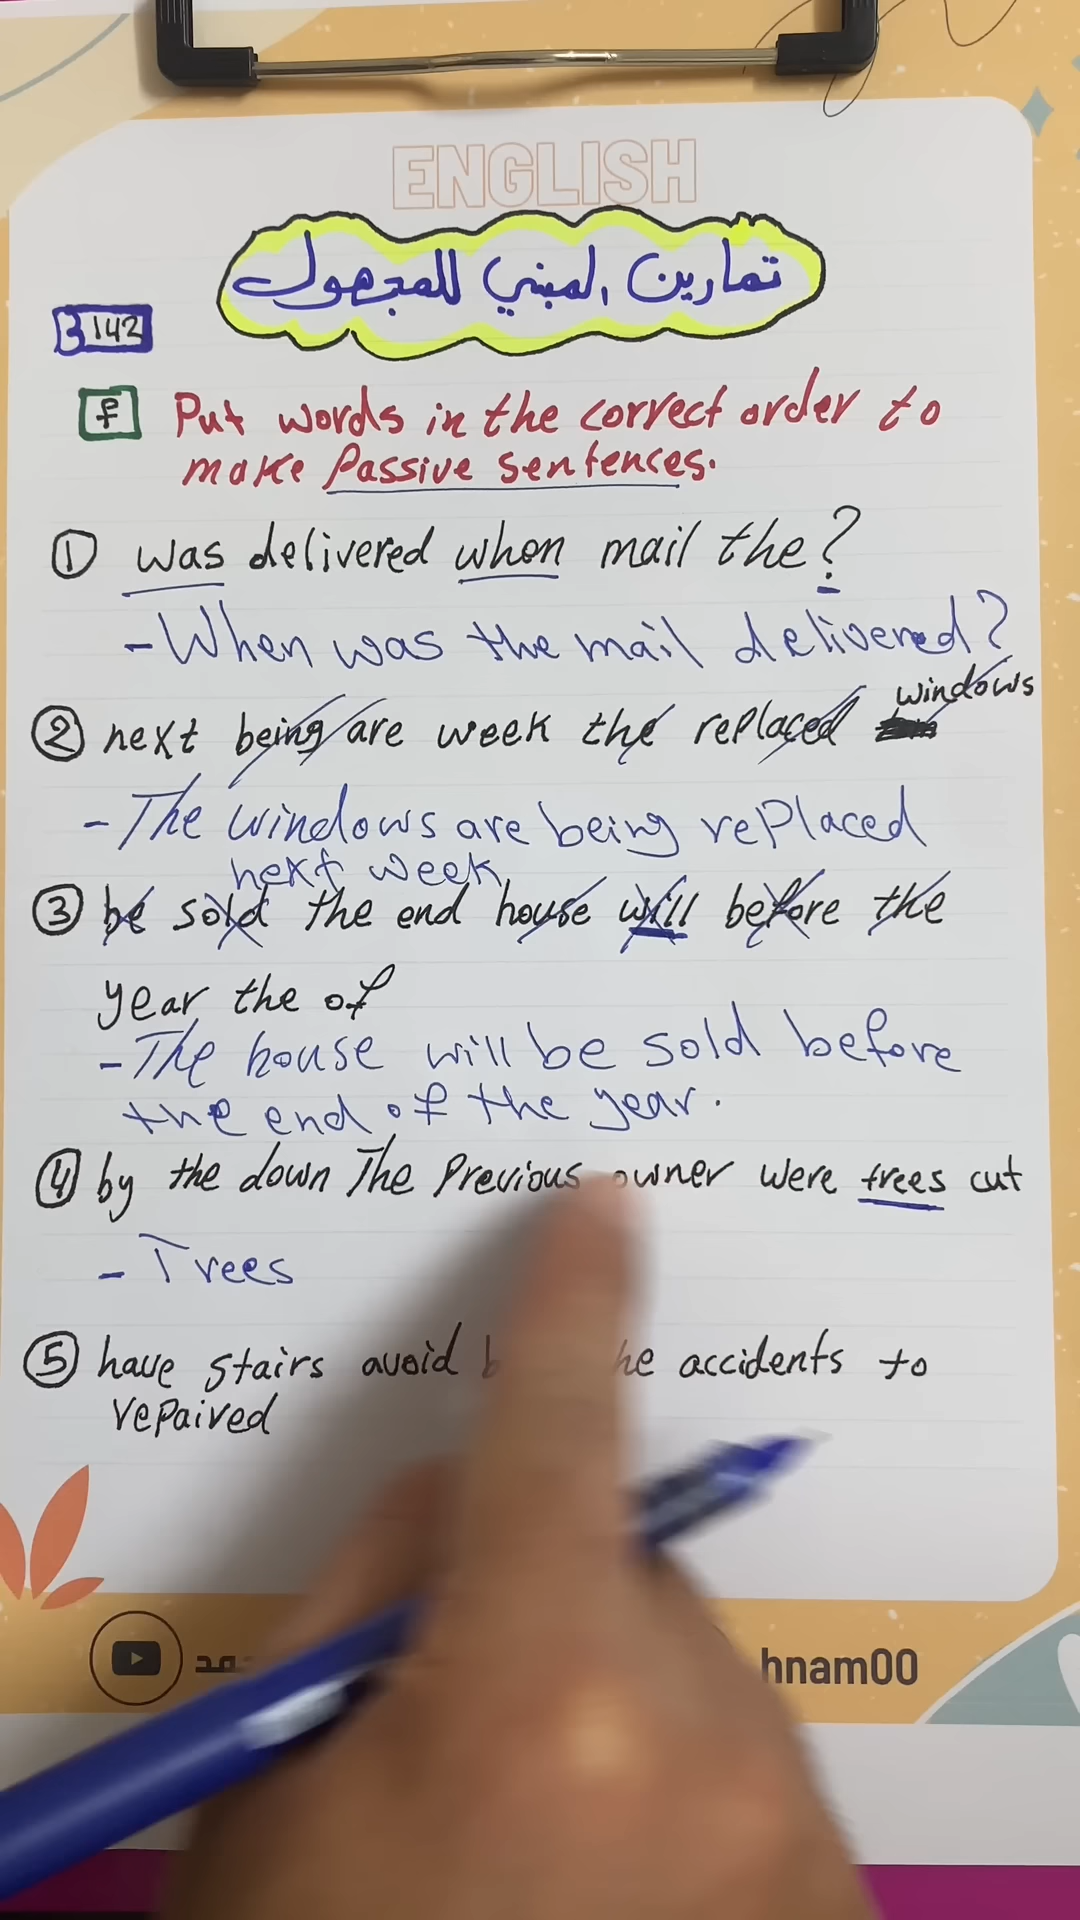 ENGLISH
تمارين المبني للمجهول
142
f Put words in the correct order to
make Passive sentences.
① was delivered when mail the?
- When was the mail delivered?
windows
② next being are week the replaced
- The windows are being replaced
next week
③ be sold the end house will before the
year the of
- The house will be sold before
the end of the year.
④ by the down The Previous owner were trees cut
- Trees
⑤ have stairs avoid he accidents to
repaired
hnam00